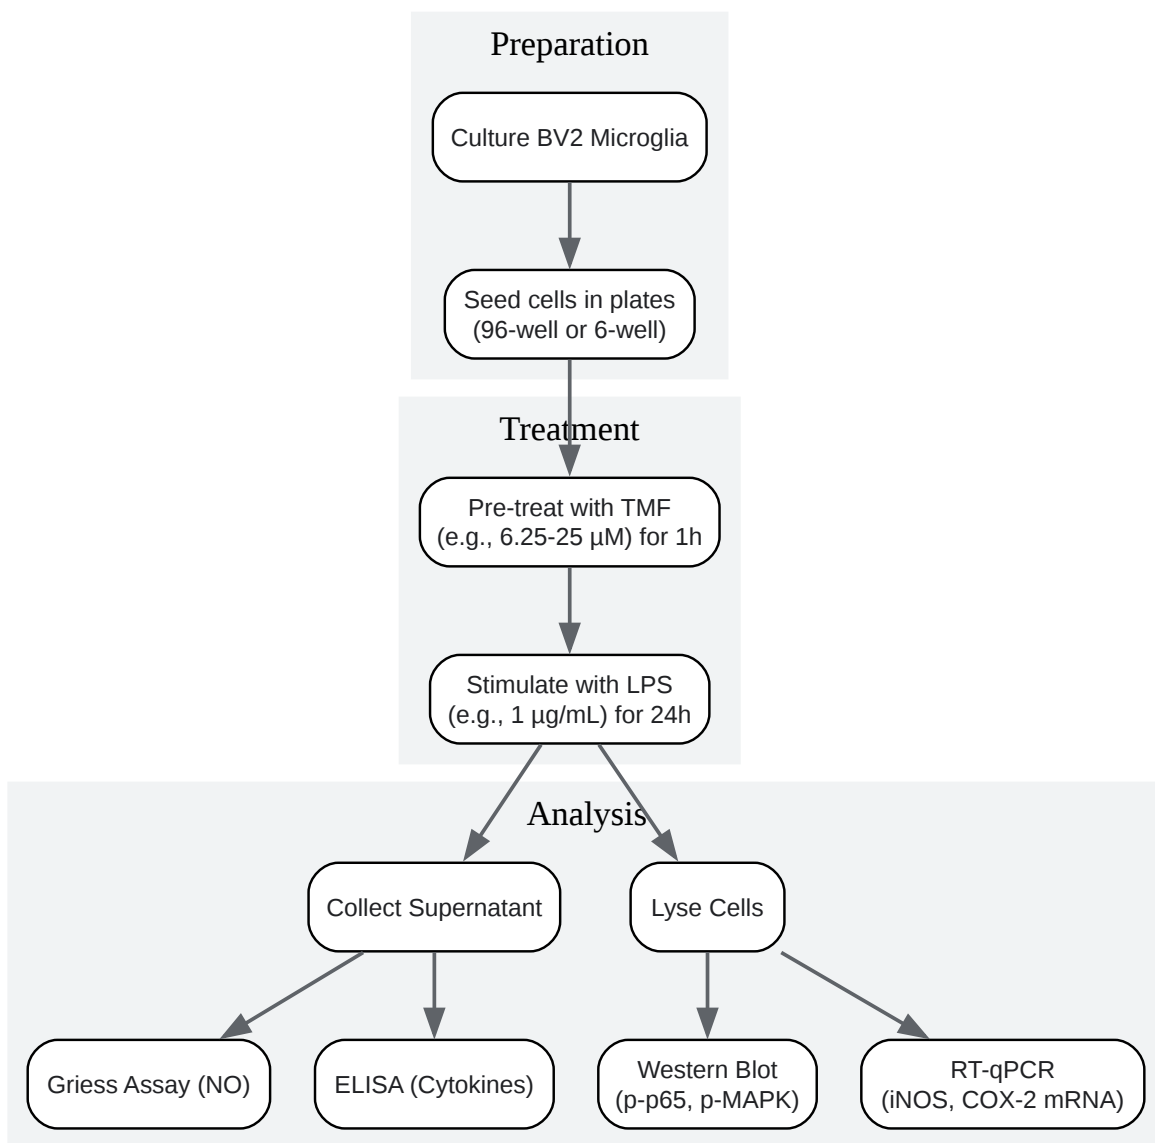 Preparation
Culture BV2 Microglia
Seed cells in plates
(96-well or 6-well)
Treatment
Pre-treat with TMF
(e.g., 6.25-25 µM) for 1h
Stimulate with LPS
(e.g., 1 µg/mL) for 24h
Analysis
Collect Supernatant
Lyse Cells
Griess Assay (NO)
ELISA (Cytokines)
Western Blot
(p-p65, p-MAPK)
RT-qPCR
(iNOS, COX-2 mRNA)